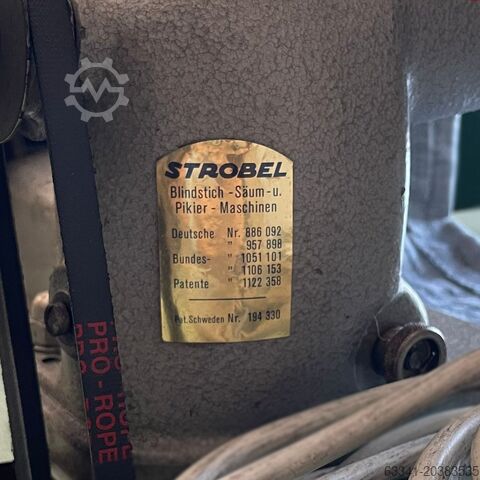 STROBEL
Blindstich-Säum-u.
Pikier-Maschinen
Deutsche Nr. 886 092
" 957 898
Bundes- " 1051 101
" 1106 153
Patente " 1122 358
Pat. Schweden Nr. 194 330
PRO-ROPE
63341-20383535